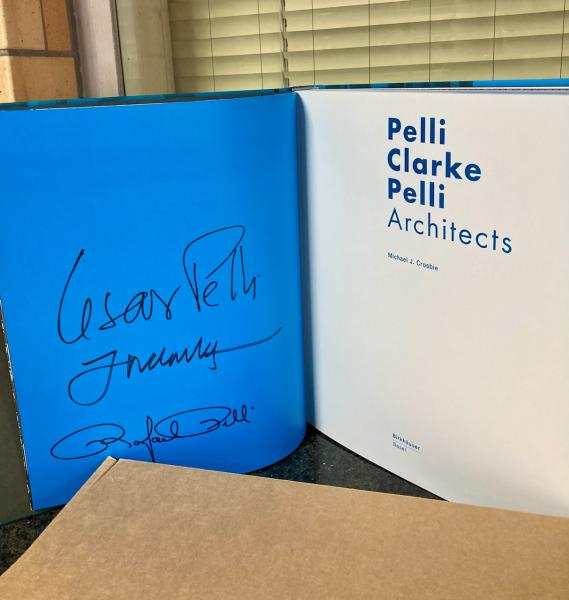 Cesar Pelli
Rafael Pelli
Pelli
Clarke
Pelli
Architects
Michael J. Crosbie
Birkhäuser
Basel